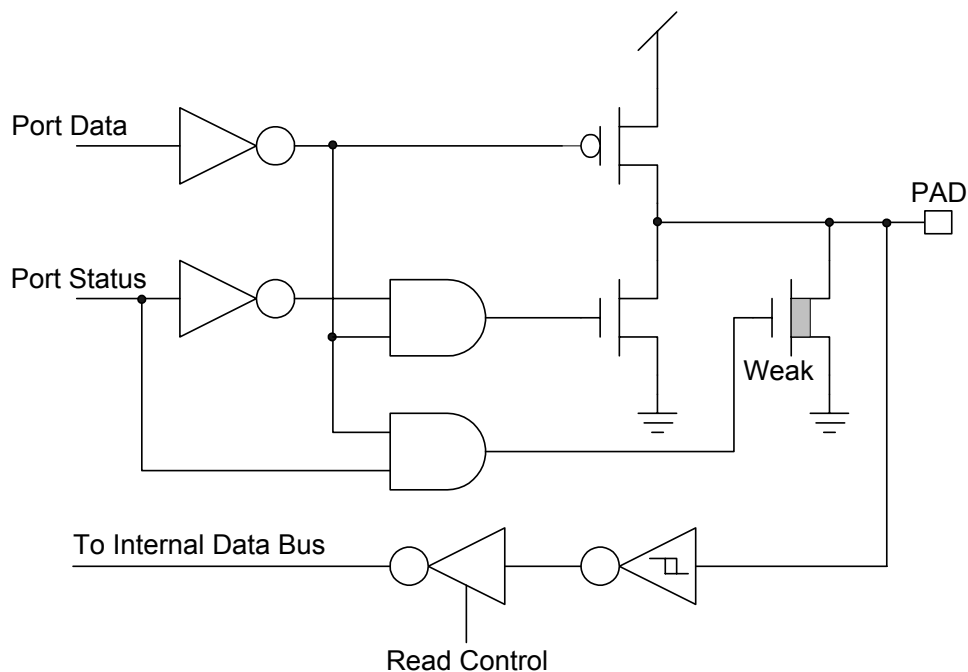 Port Data
PAD
Port Status
Weak
To Internal Data Bus
Read Control